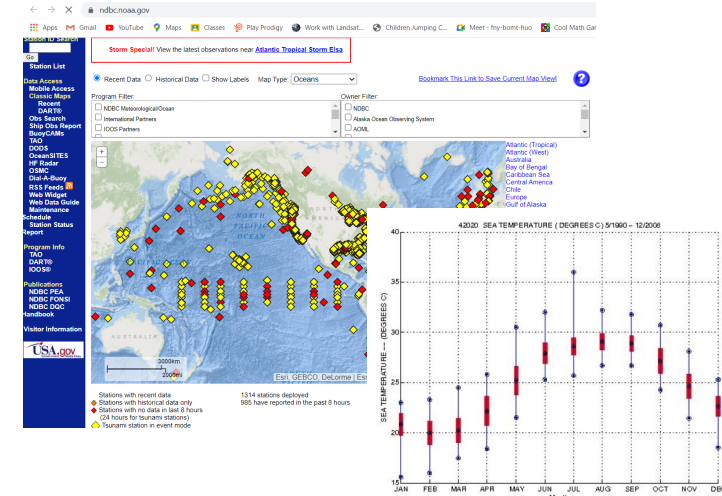 ndbc.noaa.gov
Apps
Gmail
YouTube
Maps
Classes
Play Prodigy
Working with Landsat...
Children Jumping C...
Meet - fny-bomt-huo
Cool Math Gar
Station ID Search
Go
Station List
Data Access
Mobile Access
Classic Maps
Recent
DART®
Obs Search
Ship Obs Report
BuoyCAMs
TAO
DODS
OceanSITES
HF Radar
OSMC
Dial-A-Buoy
RSS Feeds
Web Widget
Web Data Guide
Maintenance
Schedule
Station Status
Report
Program Info
TAO
DART®
IOOS®
Publications
NDBC PEA
NDBC FONSI
NDBC DQC
Handbook
Visitor Information
USA.gov
Storm Special! View the latest observations near Atlantic Tropical Storm Elsa
Recent Data Historical Data Show Labels Map Type: Oceans
Bookmark This Link to Save Current Map View!
?
Program Filter:
NDBC Meteorological/Ocean
International Partners
IOOS Partners
Owner Filter:
NDBC
Alaska Ocean Observing System
AOML
+
−
NORTH
PACIFIC
OCEAN
AUSTRALIA
3000km
2000mi
Esri, GEBCO, DeLorme | Esr
Atlantic (Tropical)
Atlantic (West)
Australia
Bay of Bengal
Caribbean Sea
Central America
Chile
Europe
Gulf of Alaska
Stations with recent data
Stations with historical data only
Stations with no data in last 8 hours
(24 hours for tsunami stations)
Tsunami station in event mode
1314 stations deployed
985 have reported in the past 8 hours
42020 SEA TEMPERATURE ( DEGREES C) 5/1990 – 12/2008
SEA TEMPERATURE –– (DEGREES C)
40
35
30
25
20
15
JAN FEB MAR APR MAY JUN JUL AUG SEP OCT NOV DE